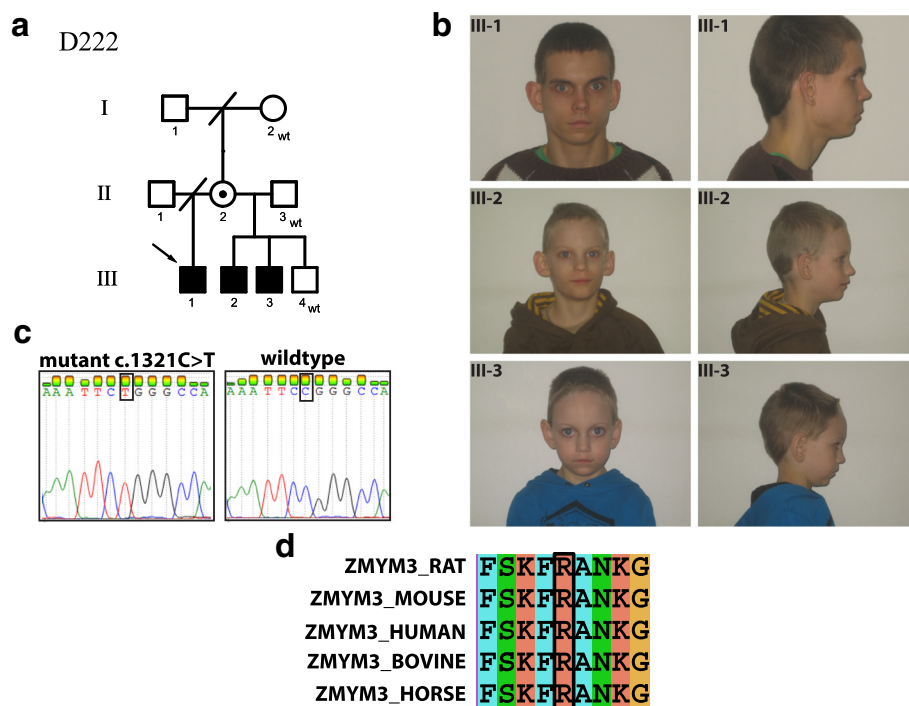 a
D222
I
1
2 wt
II
1
2
3 wt
III
1
2
3
4 wt
b
III-1
III-1
III-2
III-2
III-3
III-3
c
mutant c.1321C>T
wildtype
A A A T T C T G G G C C A
A A A T T C C G G G C C A
d
ZMYM3_RAT FSKFRANKG
ZMYM3_MOUSE FSKFRANKG
ZMYM3_HUMAN FSKFRANKG
ZMYM3_BOVINE FSKFRANKG
ZMYM3_HORSE FSKFRANKG